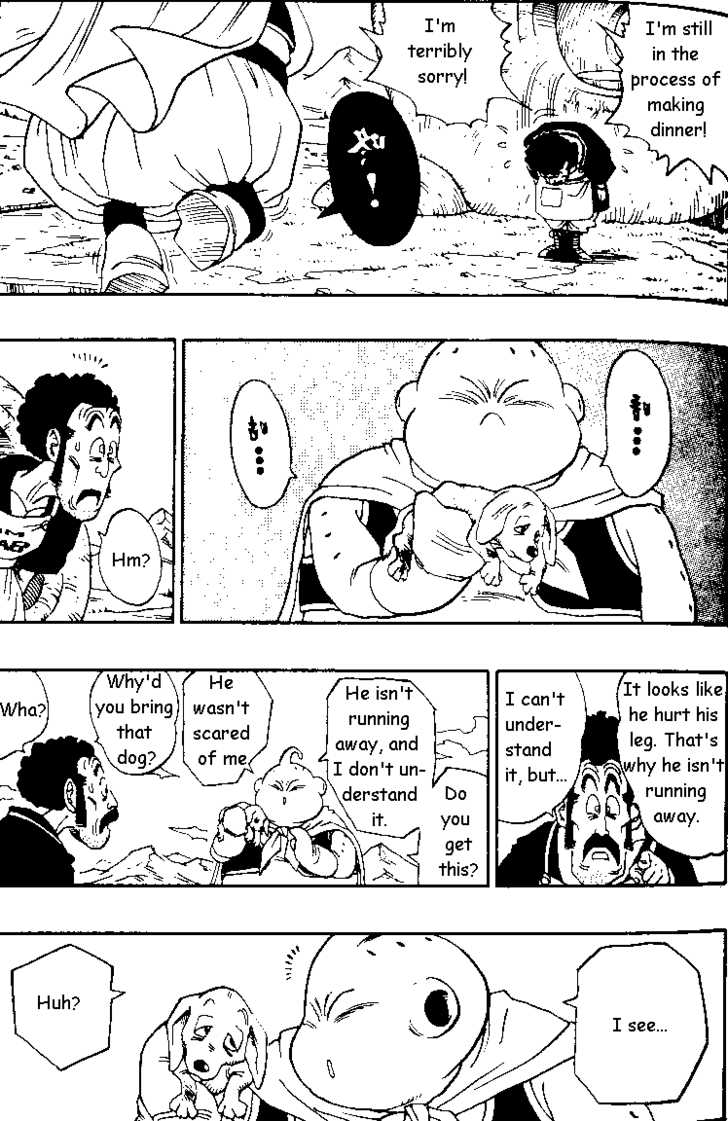 I'm still
in the
process of
making
dinner!
I'm
terribly
sorry!
Hm?
It looks like
he hurt his
leg. That's
why he isn't
running
away.
I can't
under-
stand
it, but...
Do
you
get
this?
He isn't
running
away, and
I don't un-
derstand
it.
He
wasn't
scared
of me
Why'd
you bring
that
dog?
Wha?
I see...
Huh?